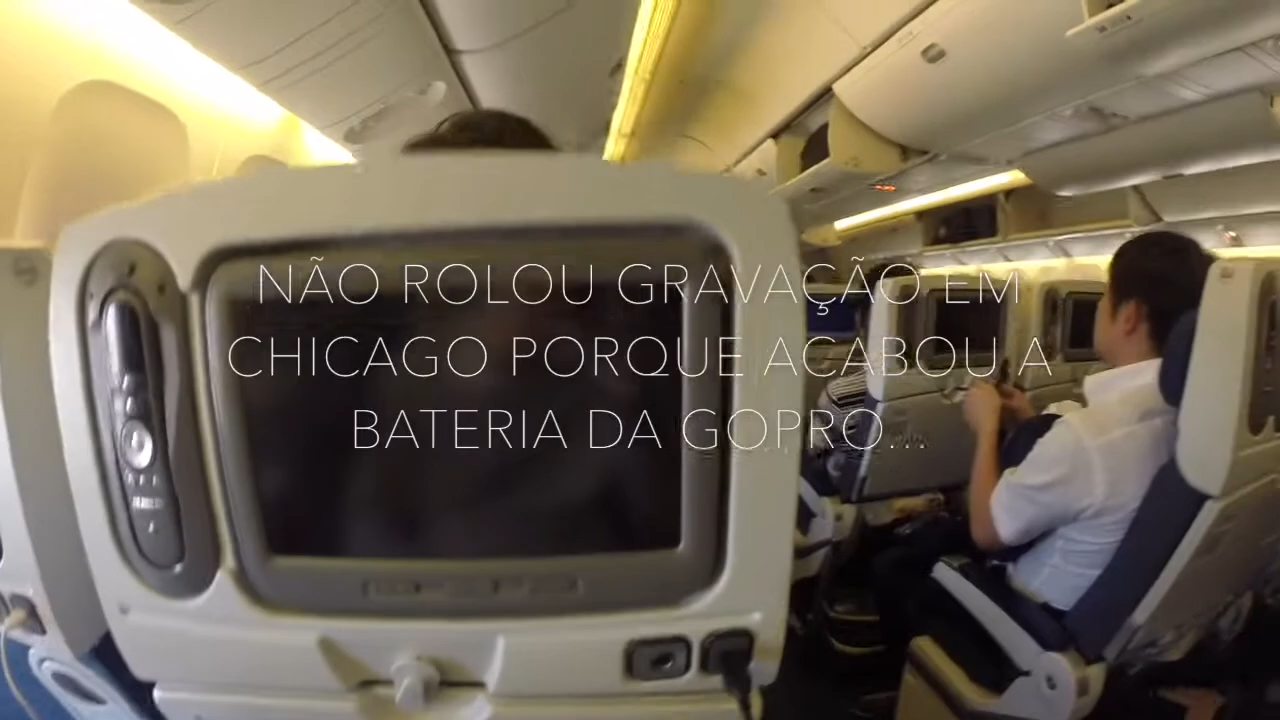 NÃO ROLOU GRAVAÇÃO EM
CHICAGO PORQUE ACABOU A
BATERIA DA GOPRO...